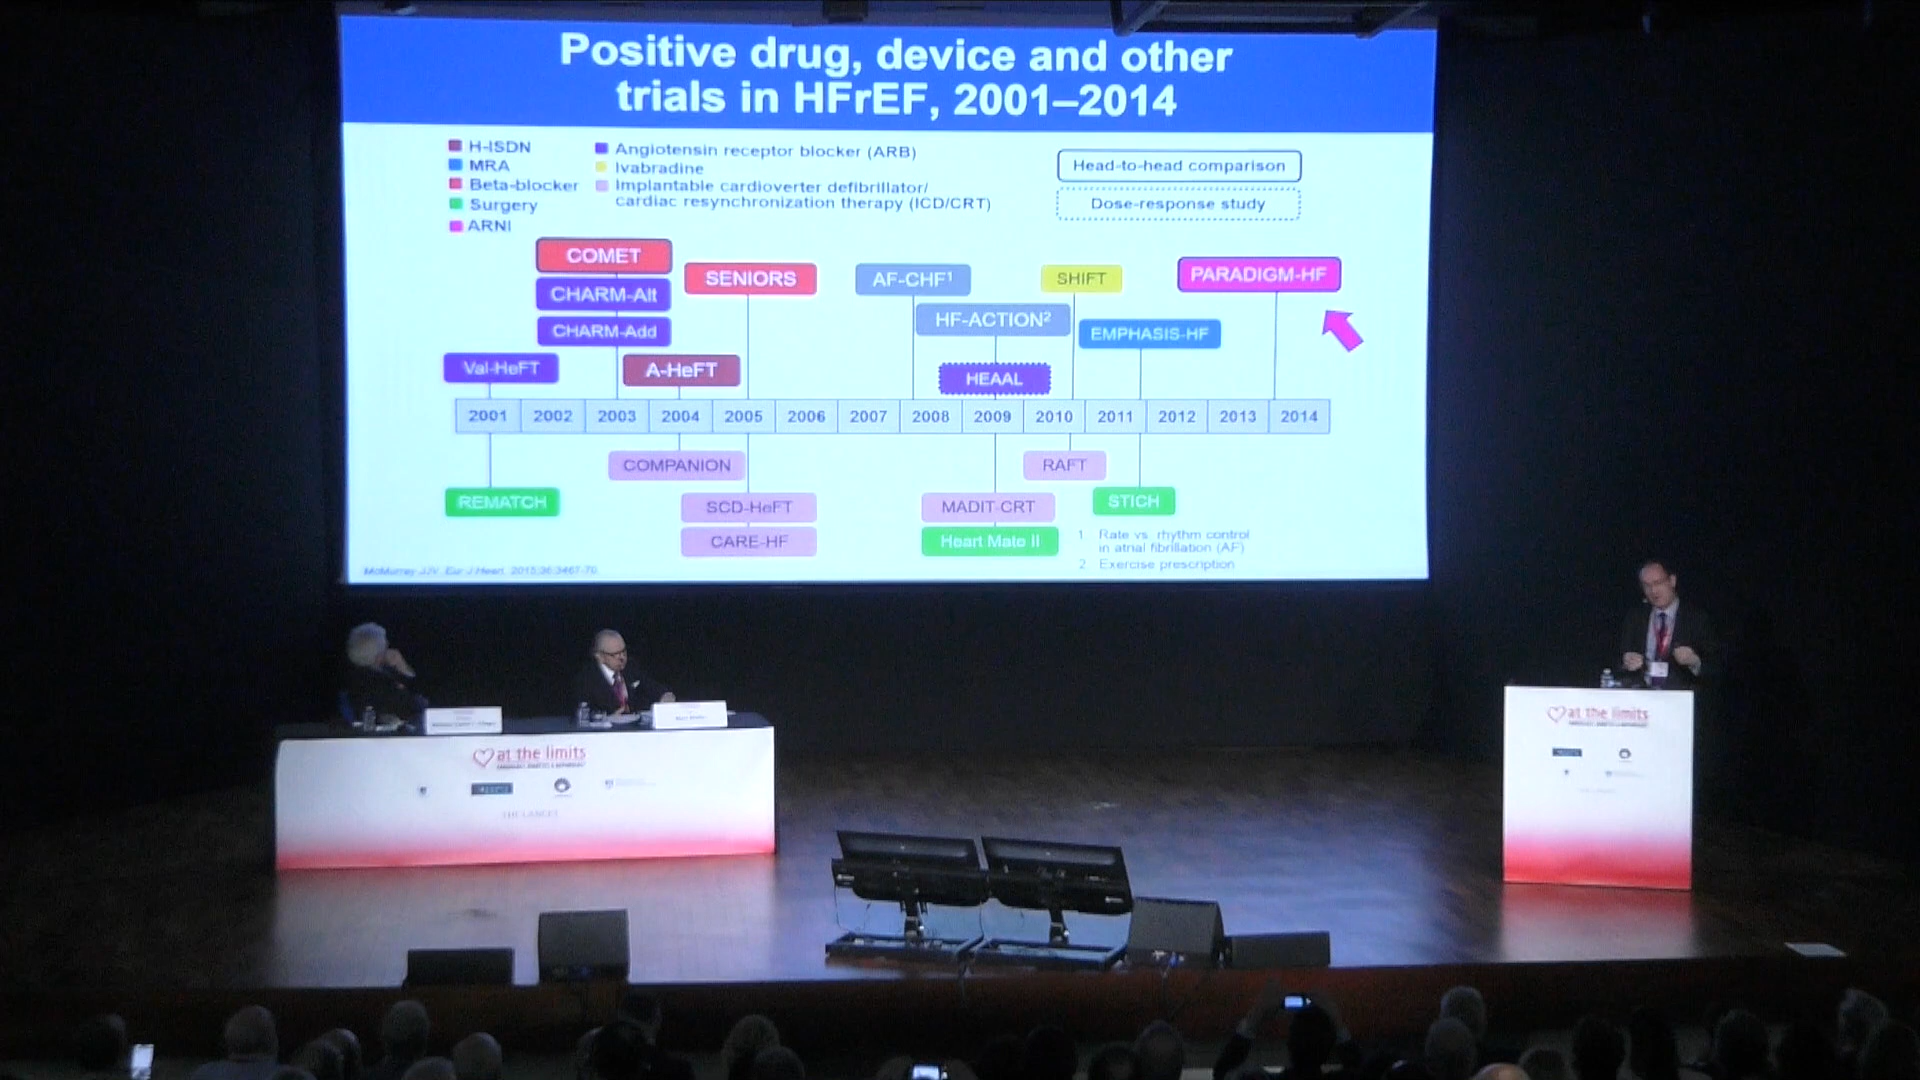 Positive drug, device and other
trials in HFrEF, 2001–2014
H-ISDN
MRA
Beta-blocker
Surgery
ARNI
Angiotensin receptor blocker (ARB)
Ivabradine
Implantable cardioverter defibrillator/
cardiac resynchronization therapy (ICD/CRT)
Head-to-head comparison
Dose-response study
COMET
CHARM-Alt
CHARM-Add
SENIORS
AF-CHF¹
SHIFT
PARADIGM-HF
HF-ACTION²
EMPHASIS-HF
Val-HeFT
A-HeFT
HEAAL
2001 2002 2003 2004 2005 2006 2007 2008 2009 2010 2011 2012 2013 2014
COMPANION
RAFT
REMATCH
SCD-HeFT
MADIT-CRT
STICH
CARE-HF
Heart Mate II
1 Rate vs. rhythm control
in atrial fibrillation (AF)
2 Exercise prescription
McMurray JJV. Eur J Heart. 2015;36:3467-70.
at the limits
THE LANCET
at the limits